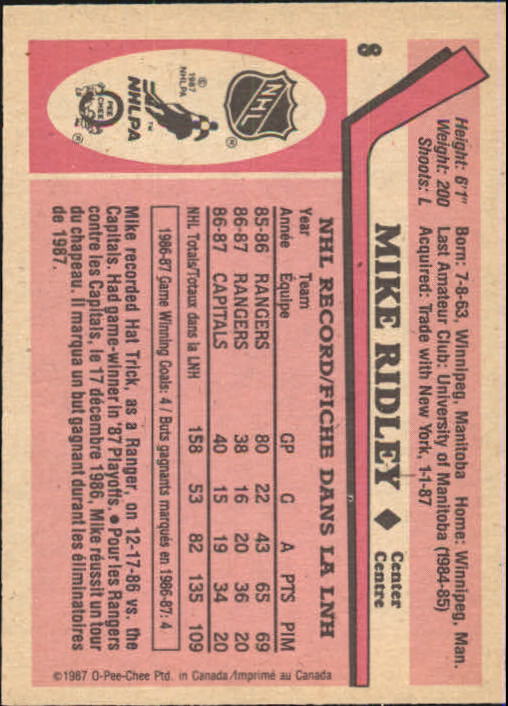 8
Height: 6'1" Born: 7-8-63, Winnipeg, Manitoba Home: Winnipeg, Man.
Weight: 200 Last Amateur Club: University of Manitoba (1984-85)
Shoots: L Acquired: Trade with New York, 1-1-87
MIKE RIDLEY ◆ Center
Centre
NHL RECORD/FICHE DANS LA LNH
Year Team
Année Équipe GP G A PTS PIM
85-86 RANGERS 80 22 43 65 69
86-87 RANGERS 38 16 20 36 20
86-87 CAPITALS 40 15 19 34 20
NHL Totals/Totaux dans la LNH 158 53 82 135 109
1986-87 Game Winning Goals: 4 / Buts gagnants marqués en 1986-87: 4
Mike recorded Hat Trick, as a Ranger, on 12-17-86 vs. the
Capitals. Had game-winner in '87 Playoffs. ● Pour les Rangers
contre les Capitals, le 17 décembre 1986, Mike réussit un tour
du chapeau. Il marqua un but gagnant durant les éliminatoires
de 1987.
©1987 O-Pee-Chee Ptd. in Canada/Imprimé au Canada
NHL
®
© 1987
NHLPA
NHLPA
™
O PEE CHEE
®